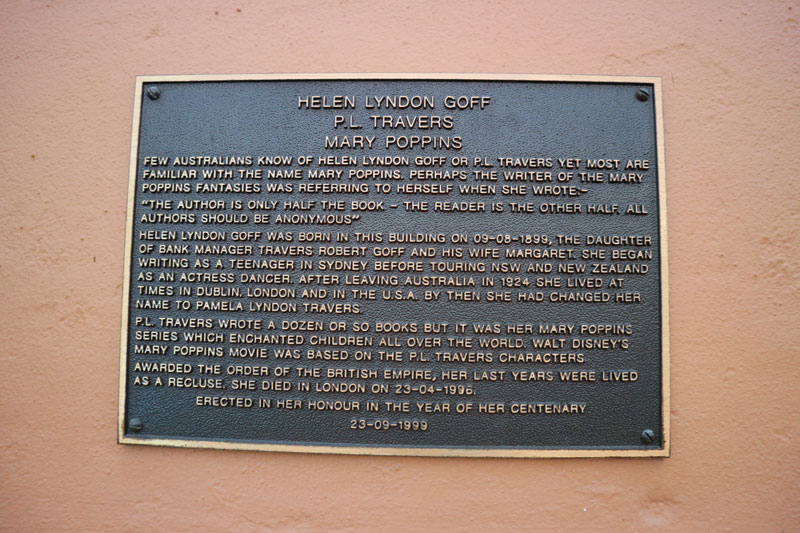 HELEN LYNDON GOFF
P.L. TRAVERS
MARY POPPINS
FEW AUSTRALIANS KNOW OF HELEN LYNDON GOFF OR P.L. TRAVERS YET MOST ARE
FAMILIAR WITH THE NAME MARY POPPINS. PERHAPS THE WRITER OF THE MARY
POPPINS FANTASIES WAS REFERRING TO HERSELF WHEN SHE WROTE:–
"THE AUTHOR IS ONLY HALF THE BOOK – THE READER IS THE OTHER HALF. ALL
AUTHORS SHOULD BE ANONYMOUS"
HELEN LYNDON GOFF WAS BORN IN THIS BUILDING ON 09-08-1899, THE DAUGHTER
OF BANK MANAGER TRAVERS ROBERT GOFF AND HIS WIFE MARGARET. SHE BEGAN
WRITING AS A TEENAGER IN SYDNEY BEFORE TOURING NSW AND NEW ZEALAND
AS AN ACTRESS DANCER. AFTER LEAVING AUSTRALIA IN 1924 SHE LIVED AT
TIMES IN DUBLIN, LONDON AND IN THE U.S.A. BY THEN SHE HAD CHANGED HER
NAME TO PAMELA LYNDON TRAVERS.
P.L. TRAVERS WROTE A DOZEN OR SO BOOKS BUT IT WAS HER MARY POPPINS
SERIES WHICH ENCHANTED CHILDREN ALL OVER THE WORLD. WALT DISNEY'S
MARY POPPINS MOVIE WAS BASED ON THE P.L. TRAVERS CHARACTERS
AWARDED THE ORDER OF THE BRITISH EMPIRE, HER LAST YEARS WERE LIVED
AS A RECLUSE. SHE DIED IN LONDON ON 23-04-1996.
ERECTED IN HER HONOUR IN THE YEAR OF HER CENTENARY
23-09-1999